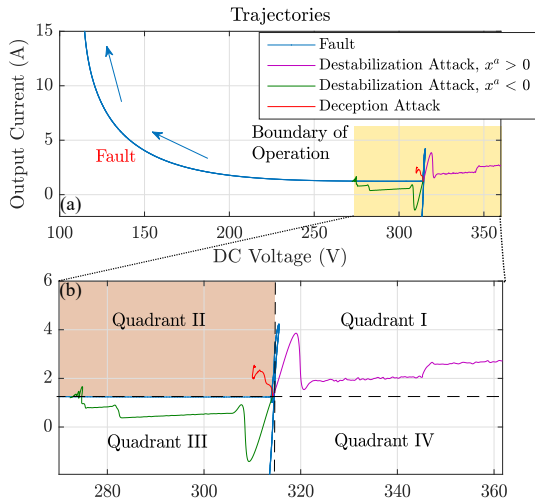 Trajectories
Output Current (A)
15
10
5
0
Fault
Destabilization Attack, xᵃ > 0
Destabilization Attack, xᵃ < 0
Deception Attack
Boundary of
Operation
Fault
(a)
100
150
200
250
300
350
DC Voltage (V)
(b)
6
4
2
0
Quadrant II
Quadrant I
Quadrant III
Quadrant IV
280
300
320
340
360